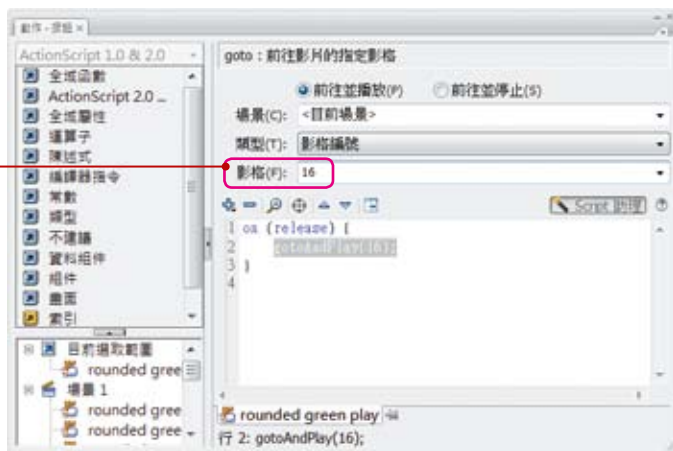 動作 - 按鈕 ×
ActionScript 1.0 & 2.0
全域函數
ActionScript 2.0 ...
全域屬性
運算子
陳述式
編譯器指令
常數
類型
不建議
資料組件
組件
畫面
索引
目前選取範圍
rounded gree
場景 1
rounded gree
rounded gree
goto：前往影片的指定影格
前往並播放(P) 前往並停止(S)
場景(C): <目前場景>
類型(T): 影格編號
影格(F): 16
Script 助理
1 on (release) {
2 gotoAndPlay(16);
3 }
4
rounded green play
行 2: gotoAndPlay(16);